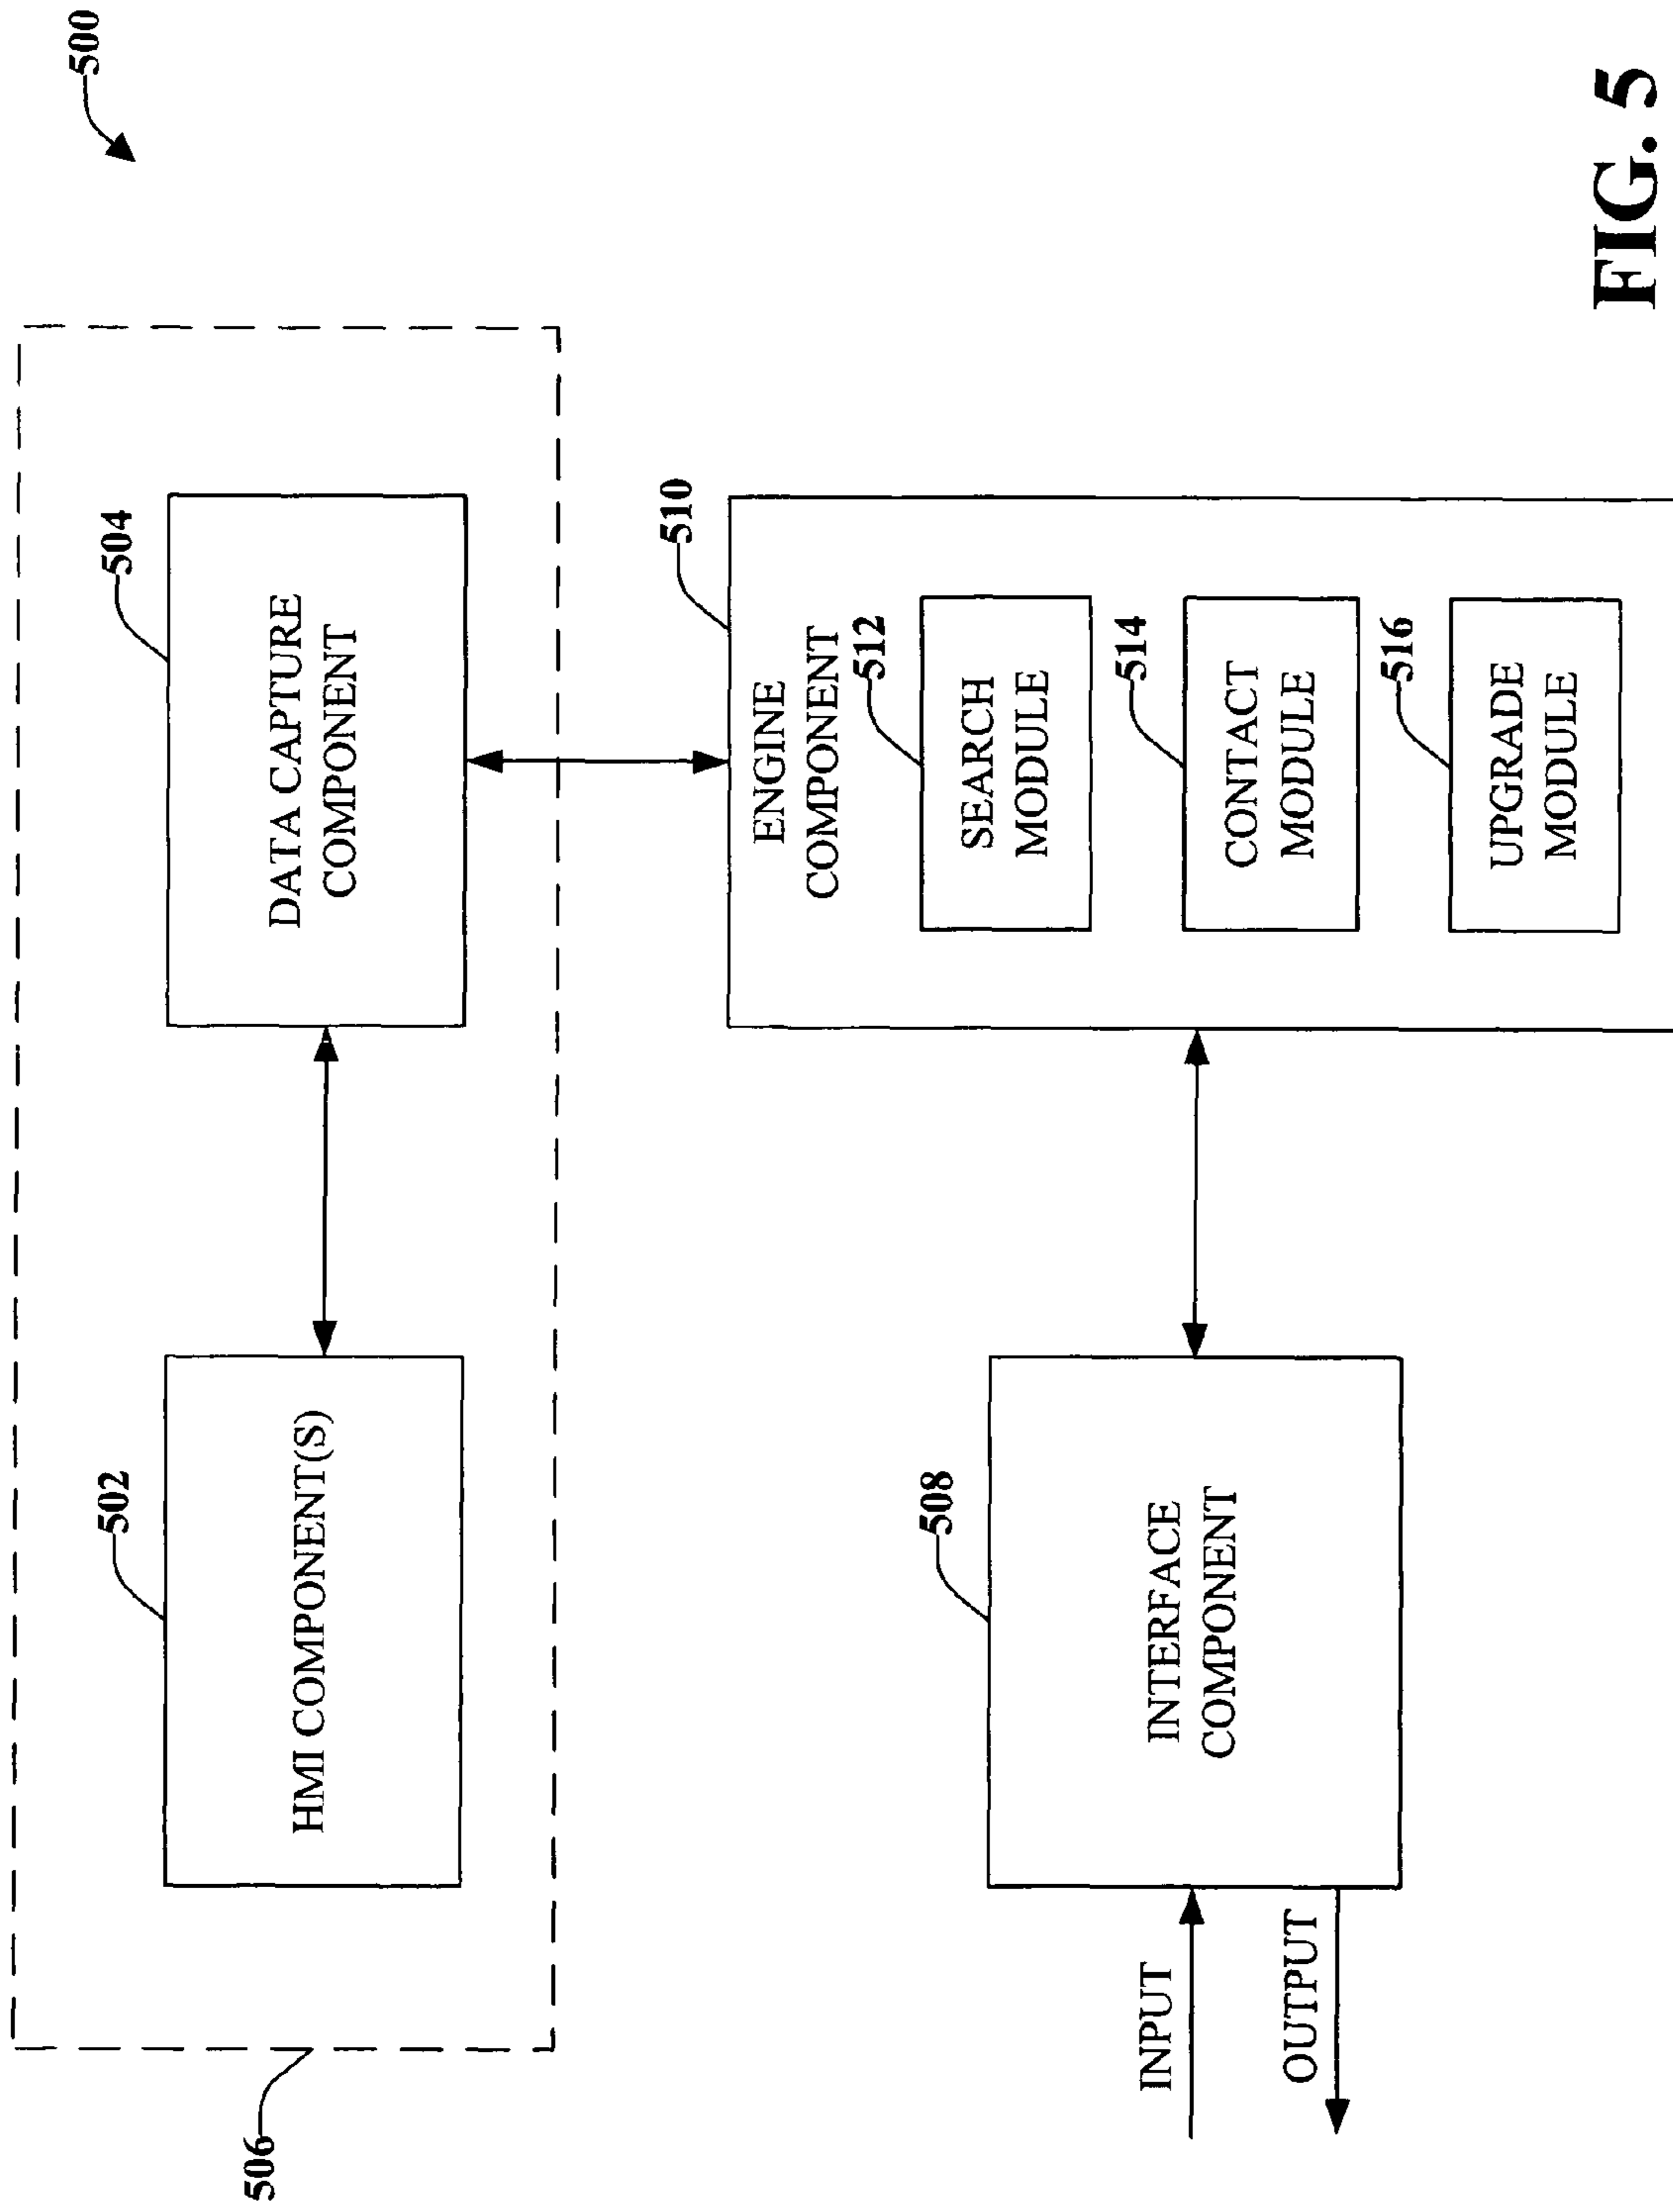 500
504
502
DATA CAPTURE
COMPONENT
HMI COMPONENT(S)
506
510
508
ENGINE
COMPONENT
512
SEARCH
MODULE
INTERFACE
COMPONENT
INPUT
514
CONTACT
MODULE
OUTPUT
516
UPGRADE
MODULE
FIG. 5